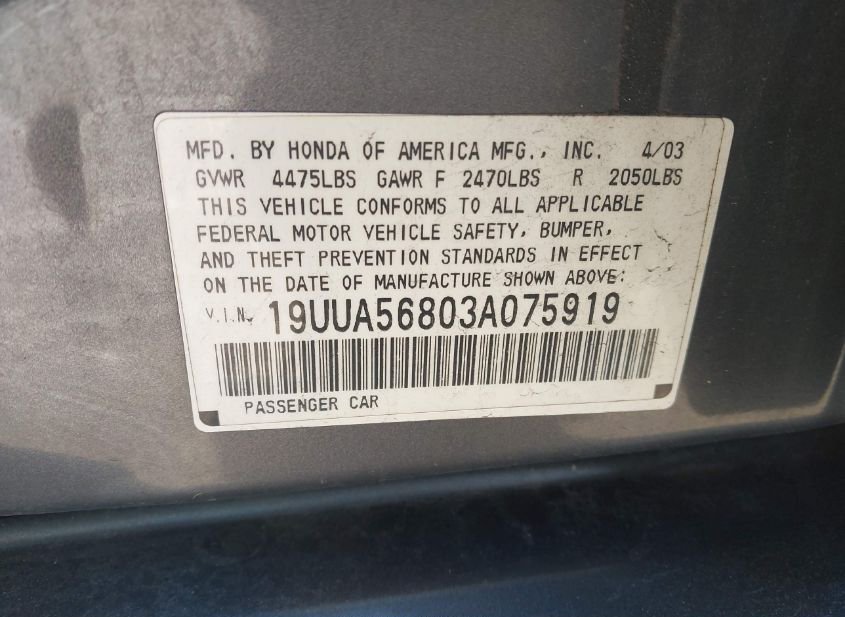 MFD. BY HONDA OF AMERICA MFG., INC. 4/03
GVWR 4475LBS GAWR F 2470LBS R 2050LBS
THIS VEHICLE CONFORMS TO ALL APPLICABLE
FEDERAL MOTOR VEHICLE SAFETY, BUMPER,
AND THEFT PREVENTION STANDARDS IN EFFECT
ON THE DATE OF MANUFACTURE SHOWN ABOVE:
V.I.N. 19UUA56803A075919
PASSENGER CAR